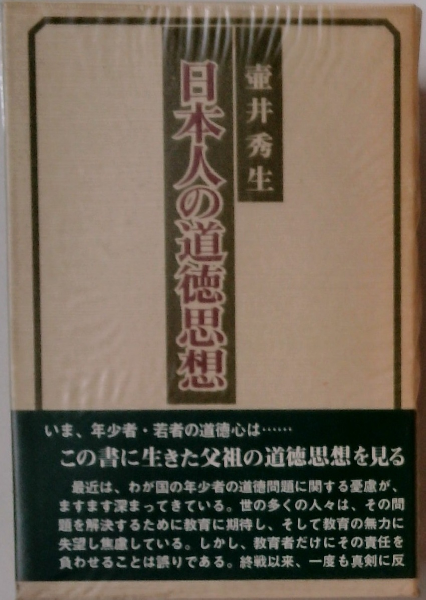 壷井秀生
日本人の道徳思想
いま、年少者・若者の道徳心は……
この書に生きた父祖の道徳思想を見る
最近は、わが国の年少者の道徳問題に関する憂慮が、
ますます深まってきている。世の多くの人々は、その問
題を解決するために教育に期待し、そして教育の無力に
失望し焦慮している。しかし、教育者だけにその責任を
負わせることは誤りである。終戦以来、一度も真剣に反